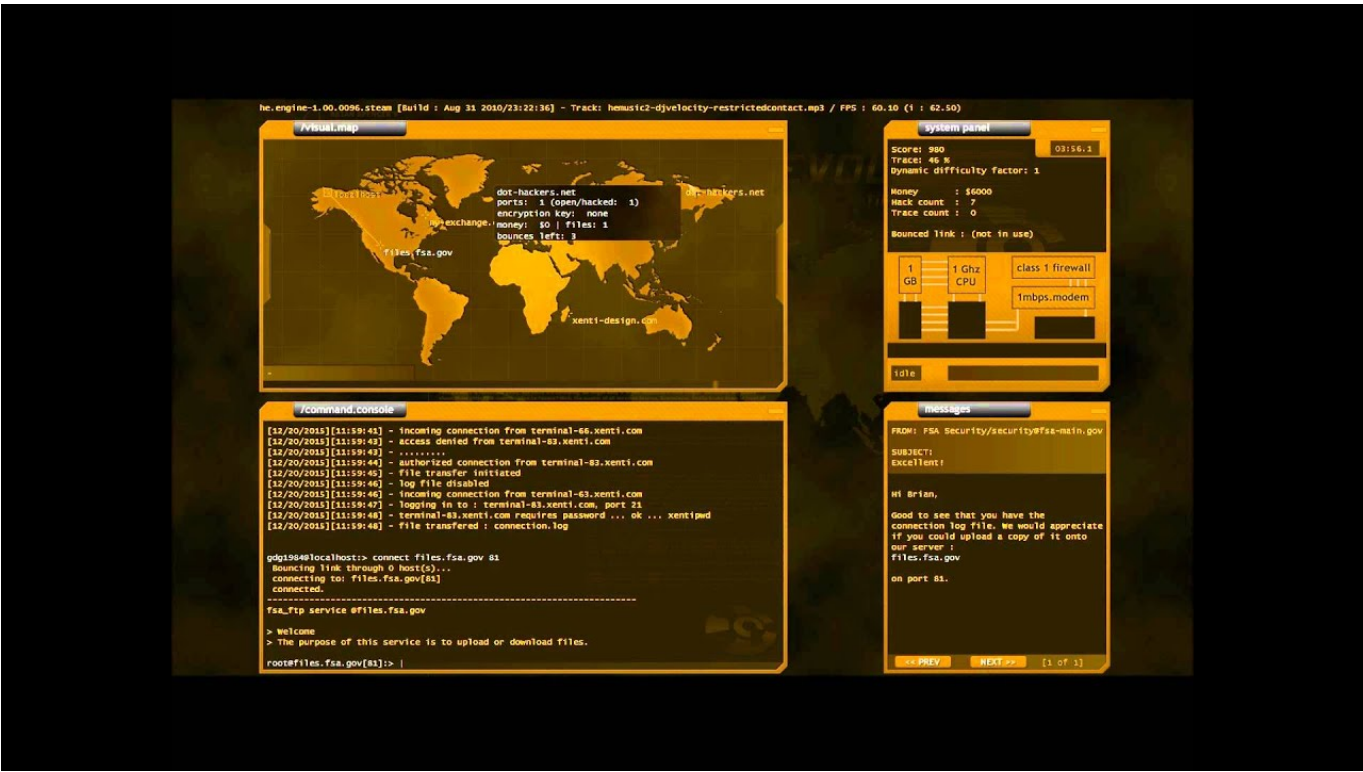 he.engine-1.00.0096.steam [Build : Aug 31 2010/23:22:36] - Track: hemusic2-djvelocity-restrictedcontact.mp3 / FPS : 60.10 (i : 62.50)
/visual.map
localhost
my-exchange.
files.fsa.gov
dot-hackers.net
ports: 1 (open/hacked: 1)
encryption key: none
money: $0 | files: 1
bounces left: 3
dot-hackers.net
xenti-design.com
system panel
03:56.1
Score: 980
Trace: 46 %
Dynamic difficulty factor: 1
Money : $6000
Hack count : 7
Trace count : 0
Bounced link : (not in use)
1 GB
1 Ghz CPU
class 1 firewall
1mbps.modem
idle
/command.console
[12/20/2015][11:59:41] - incoming connection from terminal-66.xenti.com
[12/20/2015][11:59:43] - access denied from terminal-83.xenti.com
[12/20/2015][11:59:43] - .........
[12/20/2015][11:59:44] - authorized connection from terminal-83.xenti.com
[12/20/2015][11:59:45] - file transfer initiated
[12/20/2015][11:59:46] - log file disabled
[12/20/2015][11:59:46] - incoming connection from terminal-63.xenti.com
[12/20/2015][11:59:47] - logging in to : terminal-83.xenti.com, port 21
[12/20/2015][11:59:48] - terminal-83.xenti.com requires password ... ok ... xentipwd
[12/20/2015][11:59:48] - file transfered : connection.log
gdg1984@localhost:> connect files.fsa.gov 81
Bouncing link through 0 host(s)...
connecting to: files.fsa.gov[81]
connected.
--------------------------------------------------------------------------
fsa_ftp service @files.fsa.gov
> Welcome
> The purpose of this service is to upload or download files.
root@files.fsa.gov[81]:> |
messages
FROM: FSA Security/security@fsa-main.gov
SUBJECT:
Excellent!
Hi Brian,
Good to see that you have the
connection log file. We would appreciate
if you could upload a copy of it onto
our server :
files.fsa.gov
on port 81.
<< PREV
NEXT >>
[1 of 1]